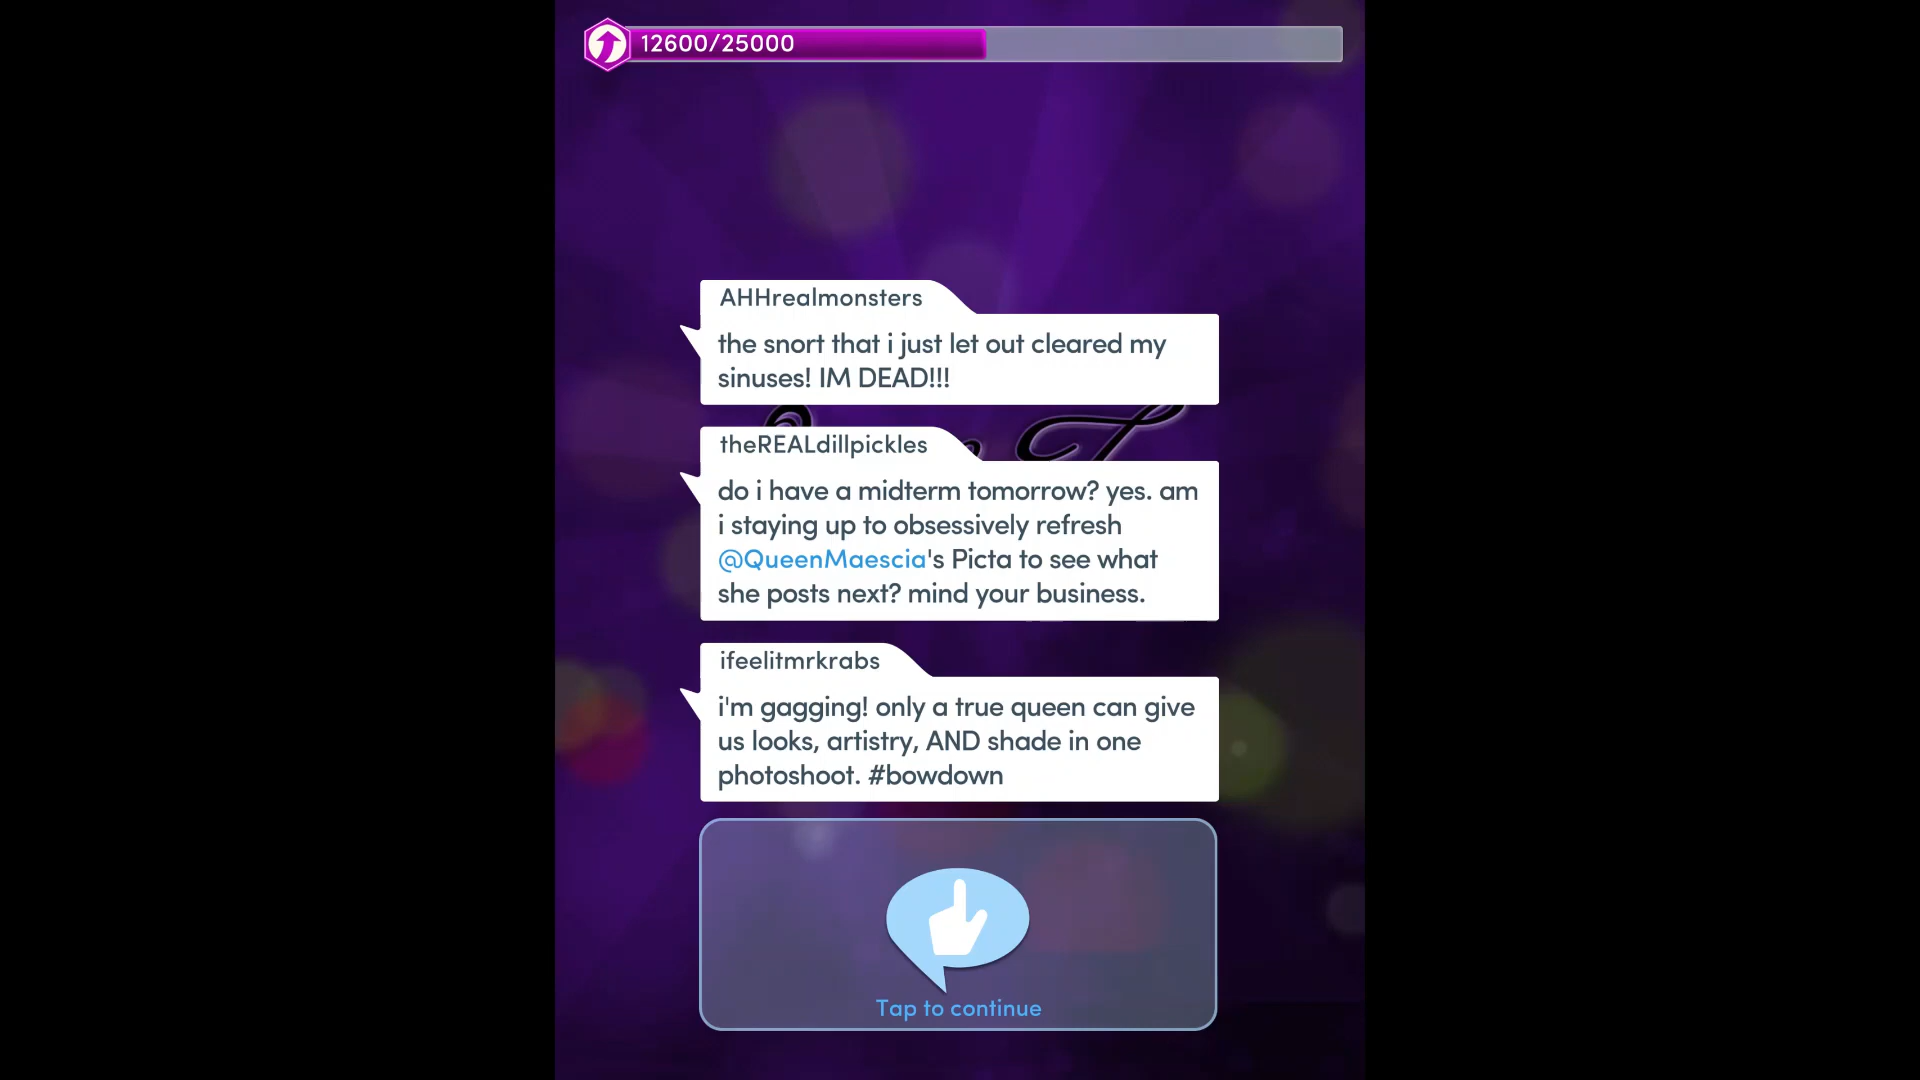 12600/25000
AHHrealmonsters
the snort that i just let out cleared my
sinuses! IM DEAD!!!
theREALdillpickles
do i have a midterm tomorrow? yes. am
i staying up to obsessively refresh
@QueenMaescia's Picta to see what
she posts next? mind your business.
ifeelitmrkrabs
i'm gagging! only a true queen can give
us looks, artistry, AND shade in one
photoshoot. #bowdown
Tap to continue